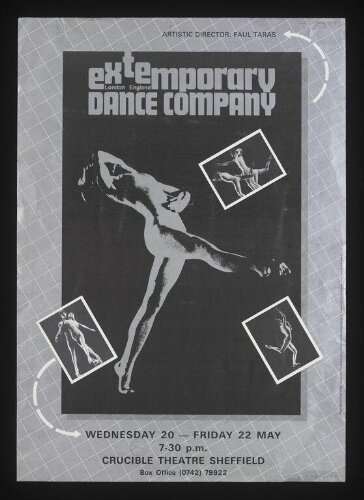 ARTISTIC DIRECTOR: PAUL TARAS
extemporary
London England
DANCE COMPANY
WEDNESDAY 20 — FRIDAY 22 MAY
7-30 p.m.
CRUCIBLE THEATRE SHEFFIELD
Box Office (0742) 79922